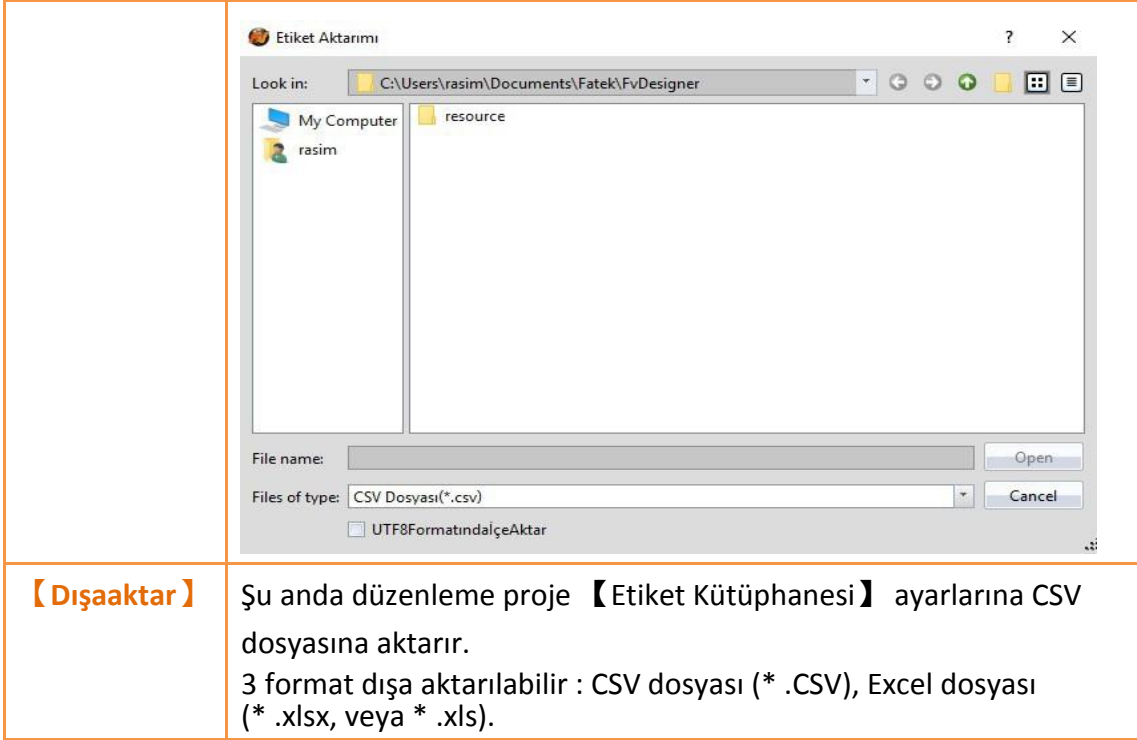 Etiket Aktarımı
?
Look in:
C:\Users\rasim\Documents\Fatek\FvDesigner
My Computer
resource
rasim
File name:
Open
Files of type:
CSV Dosyası(*.csv)
Cancel
UTF8FormatındaİçeAktar
【Dışaaktar】
Şu anda düzenleme proje 【Etiket Kütüphanesi】 ayarlarına CSV
dosyasına aktarır.
3 format dışa aktarılabilir : CSV dosyası (* .CSV), Excel dosyası
(* .xlsx, veya * .xls).